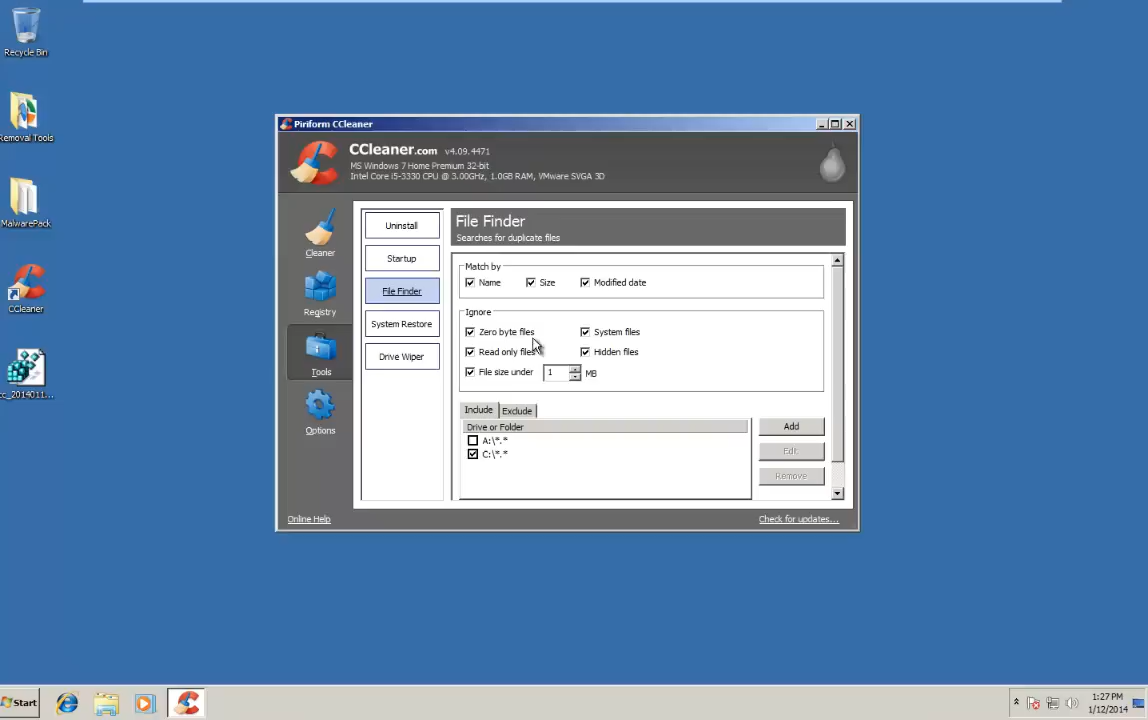 Recycle Bin
Removal Tools
MalwarePack
CCleaner
cc_2014011...
Piriform CCleaner
CCleaner.com v4.09.4471
MS Windows 7 Home Premium 32-bit
Intel Core i5-3330 CPU @ 3.00GHz, 1.0GB RAM, VMware SVGA 3D
Cleaner
Registry
Tools
Options
Uninstall
Startup
File Finder
System Restore
Drive Wiper
File Finder
Searches for duplicate files
Match by
Name Size Modified date
Ignore
Zero byte files System files
Read only files Hidden files
File size under 1 MB
Include Exclude
Drive or Folder
A:\*.*
C:\*.*
Add
Edit
Remove
Online Help
Check for updates...
Start
1:27 PM
1/12/2014